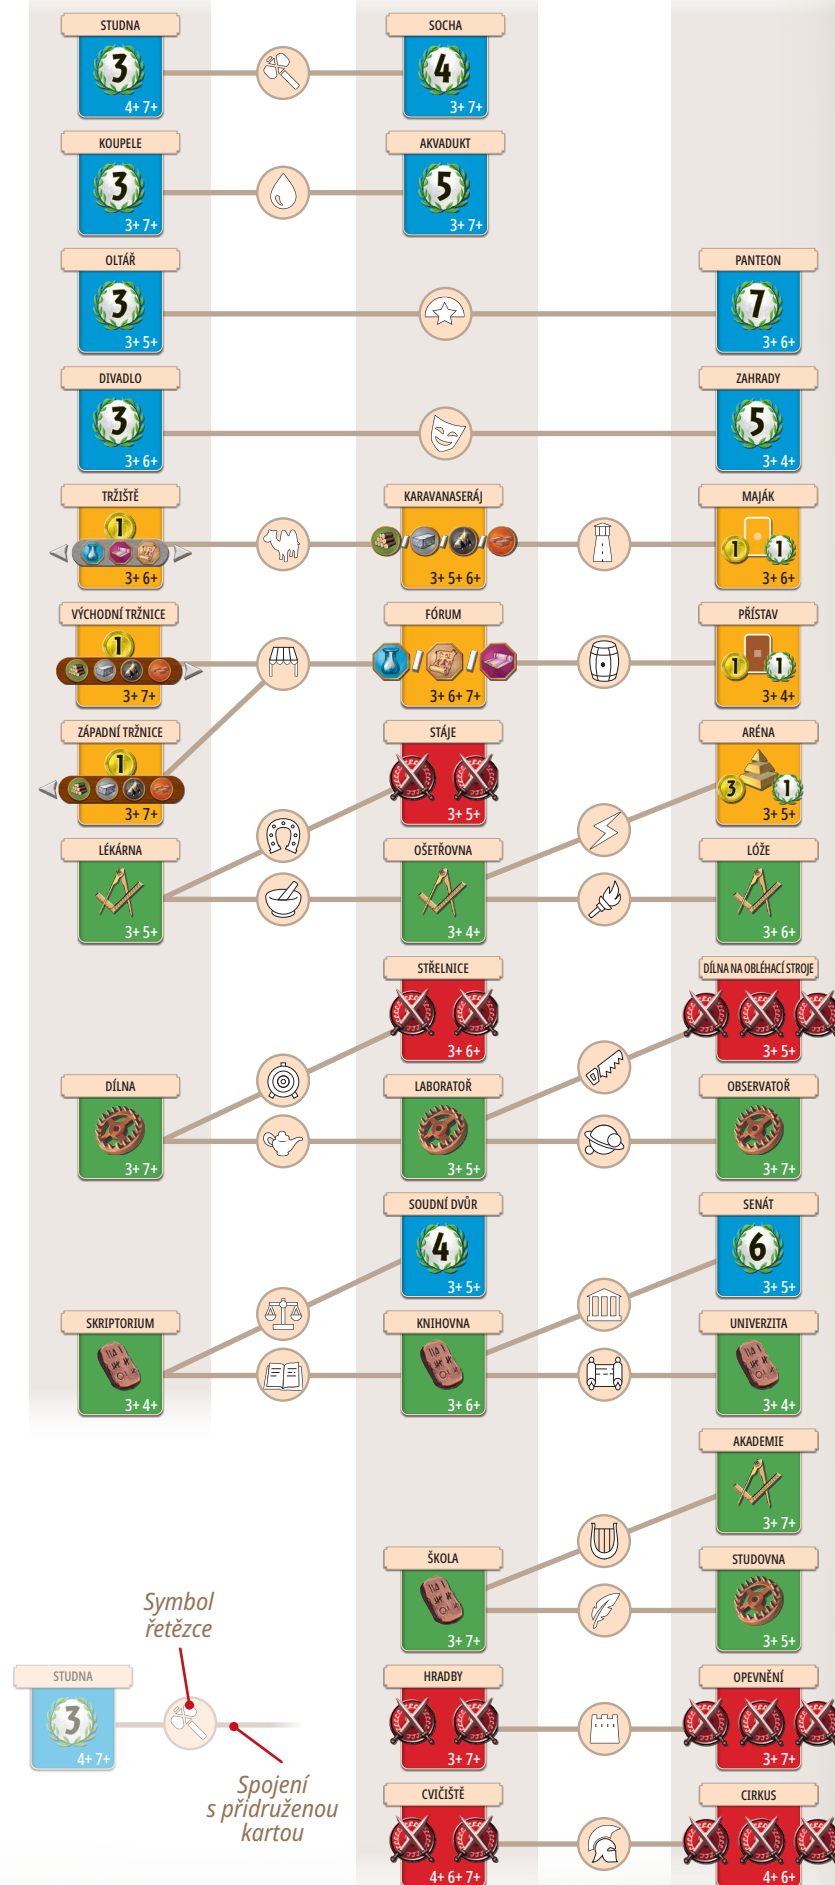 STUDNA SOCHA
3 4
4+ 7+ 3+ 7+
KOUPELE AKVADUKT
3 5
3+ 7+ 3+ 7+
OLTÁŘ PANTEON
3 7
3+ 5+ 3+ 6+
DIVADLO ZAHRADY
3 5
3+ 6+ 3+ 4+
TRŽIŠTĚ KARAVANASERÁJ MAJÁK
1 / / / 1 1
3+ 6+ 3+ 5+ 6+ 3+ 6+
VÝCHODNÍ TRŽNICE FÓRUM PŘÍSTAV
1 / / 1 1
3+ 7+ 3+ 6+ 7+ 3+ 4+
ZÁPADNÍ TRŽNICE STÁJE ARÉNA
1 3 1
3+ 7+ 3+ 5+ 3+ 5+
LÉKÁRNA OŠETŘOVNA LÓŽE
3+ 5+ 3+ 4+ 3+ 6+
STŘELNICE DÍLNA NA OBLÉHACÍ STROJE
3+ 6+ 3+ 5+
DÍLNA LABORATOŘ OBSERVATOŘ
3+ 7+ 3+ 5+ 3+ 7+
SOUDNÍ DVŮR SENÁT
4 6
3+ 5+ 3+ 5+
SKRIPTORIUM KNIHOVNA UNIVERZITA
3+ 4+ 3+ 6+ 3+ 4+
AKADEMIE
3+ 7+
ŠKOLA STUDOVNA
3+ 7+ 3+ 5+
Symbol
řetězce
HRADBY OPEVNĚNÍ
3+ 7+ 3+ 7+
STUDNA
3
4+ 7+
Spojení
s přidruženou
kartou
CVIČIŠTĚ CIRKUS
4+ 6+ 7+ 4+ 6+